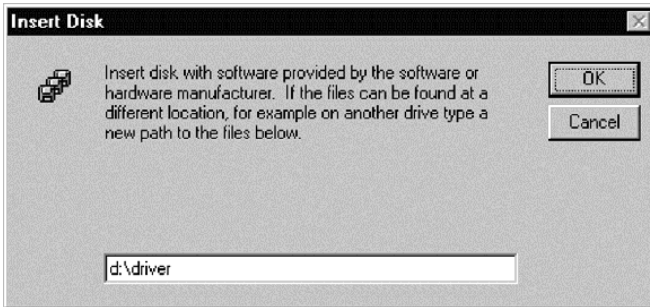 Insert Disk
Insert disk with software provided by the software or
hardware manufacturer. If the files can be found at a
different location, for example on another drive type a
new path to the files below.
OK
Cancel
d:\driver